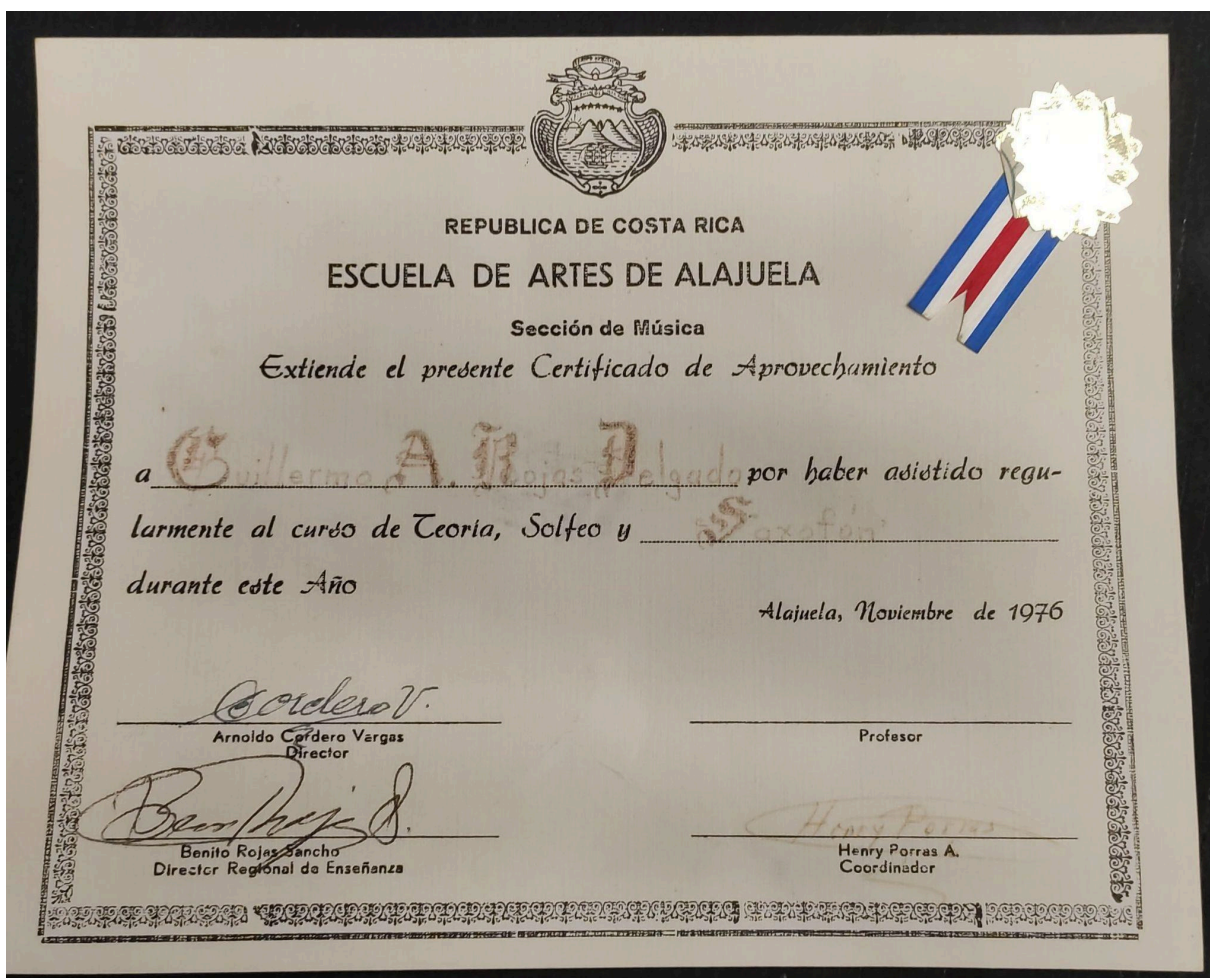 REPUBLICA DE COSTA RICA
ESCUELA DE ARTES DE ALAJUELA
Sección de Música
Extiende el presente Certificado de Aprovechamiento
a Guillermo A. Rojas Delgado por haber asistido regu-
larmente al curso de Teoría, Solfeo y Saxofón
durante este Año
Alajuela, Noviembre de 1976
Cordero V.
Arnoldo Cordero Vargas
Director
Profesor
Benito Rojas Sancho
Director Regional de Enseñanza
Henry Porras
Henry Porras A.
Coordinador